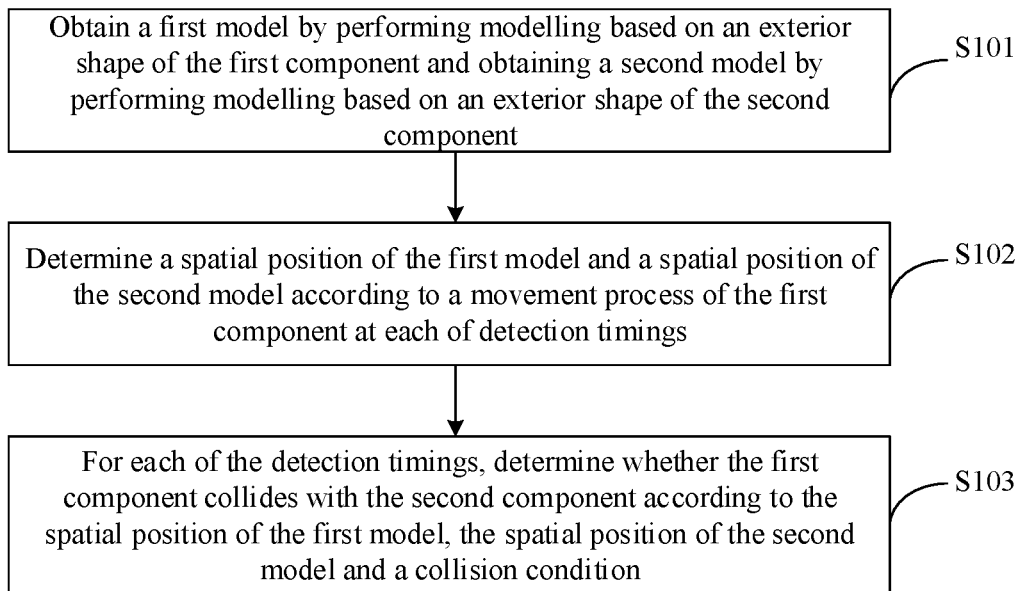 Obtain a first model by performing modelling based on an exterior
shape of the first component and obtaining a second model by
performing modelling based on an exterior shape of the second
component
S101
Determine a spatial position of the first model and a spatial position of
the second model according to a movement process of the first
component at each of detection timings
S102
For each of the detection timings, determine whether the first
component collides with the second component according to the
spatial position of the first model, the spatial position of the second
model and a collision condition
S103